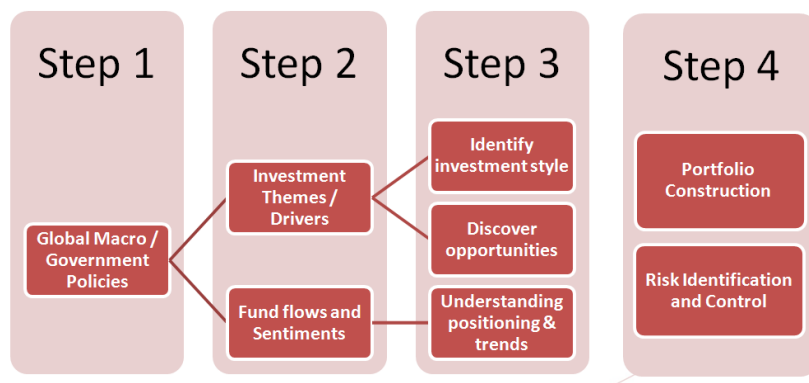 Step 1
Step 2
Step 3
Step 4
Global Macro /
Government
Policies
Investment
Themes /
Drivers
Fund flows and
Sentiments
Identify
investment style
Discover
opportunities
Understanding
positioning &
trends
Portfolio
Construction
Risk Identification
and Control